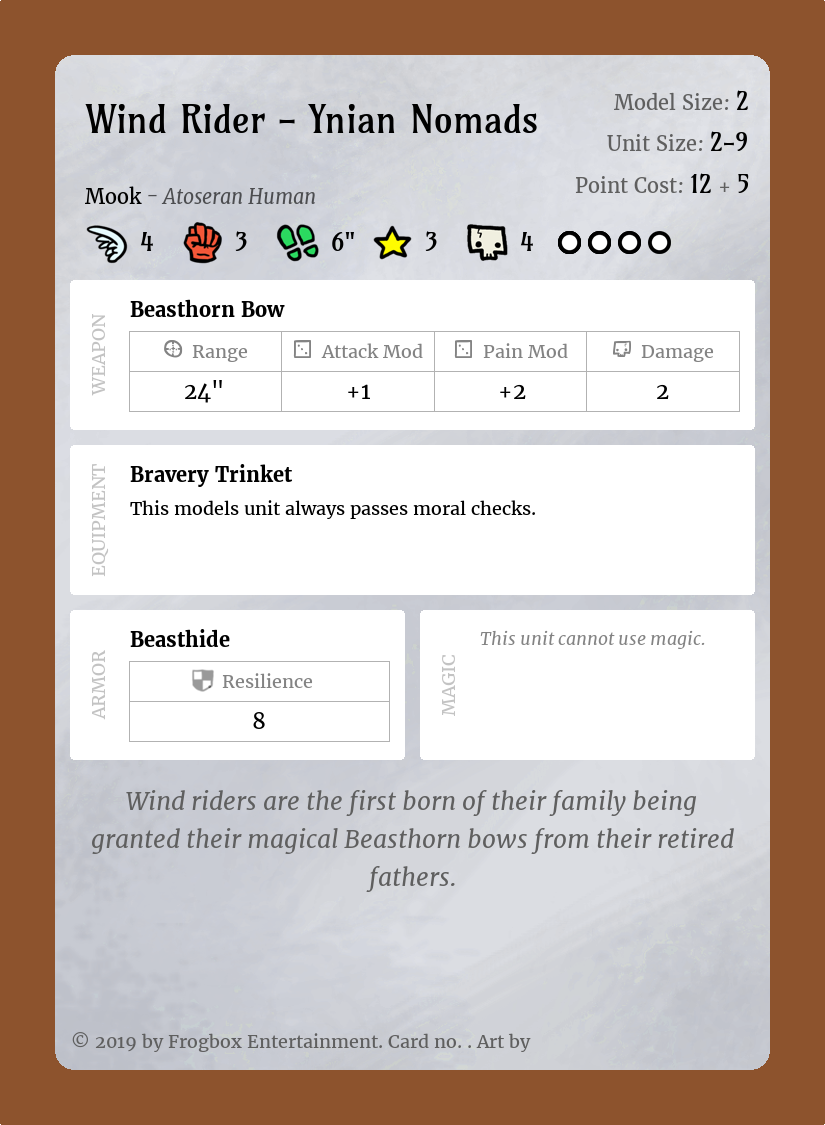 Wind Rider - Ynian Nomads
Model Size: 2
Unit Size: 2-9
Point Cost: 12 + 5
Mook - Atoseran Human
4 3 6" 3 4
WEAPON
Beasthorn Bow
Range Attack Mod Pain Mod Damage
24" +1 +2 2
EQUIPMENT
Bravery Trinket
This models unit always passes moral checks.
ARMOR
Beasthide
Resilience
8
MAGIC
This unit cannot use magic.
Wind riders are the first born of their family being
granted their magical Beasthorn bows from their retired
fathers.
© 2019 by Frogbox Entertainment. Card no. . Art by